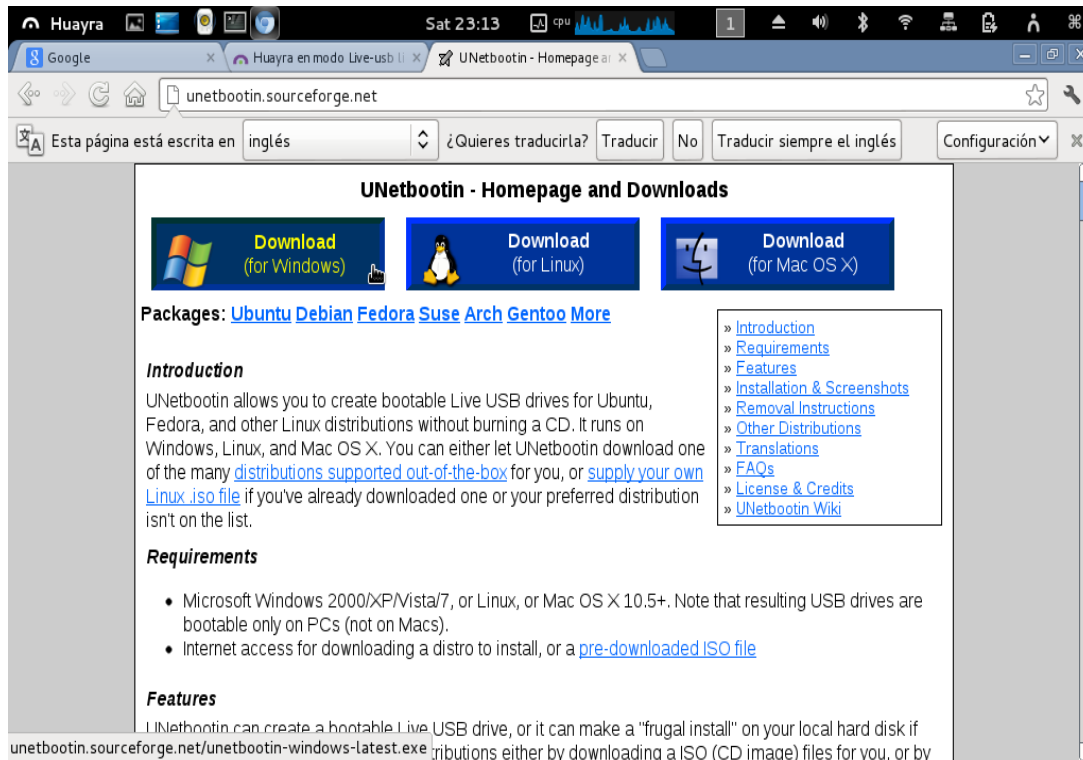 Huayra Sat 23:13 cpu 1
Google Huayra en modo Live-usb li UNetbootin - Homepage an
unetbootin.sourceforge.net
Esta página está escrita en inglés ¿Quieres traducirla? Traducir No Traducir siempre el inglés Configuración
UNetbootin - Homepage and Downloads
Download Download Download
(for Windows) (for Linux) (for Mac OS X)
Packages: Ubuntu Debian Fedora Suse Arch Gentoo More
» Introduction
» Requirements
» Features
» Installation & Screenshots
» Removal Instructions
» Other Distributions
» Translations
» FAQs
» License & Credits
» UNetbootin Wiki
Introduction
UNetbootin allows you to create bootable Live USB drives for Ubuntu,
Fedora, and other Linux distributions without burning a CD. It runs on
Windows, Linux, and Mac OS X. You can either let UNetbootin download one
of the many distributions supported out-of-the-box for you, or supply your own
Linux .iso file if you've already downloaded one or your preferred distribution
isn't on the list.
Requirements
• Microsoft Windows 2000/XP/Vista/7, or Linux, or Mac OS X 10.5+. Note that resulting USB drives are
bootable only on PCs (not on Macs).
• Internet access for downloading a distro to install, or a pre-downloaded ISO file
Features
UNetbootin can create a bootable Live USB drive, or it can make a "frugal install" on your local hard disk if
unetbootin.sourceforge.net/unetbootin-windows-latest.exe tributions either by downloading a ISO (CD image) files for you, or by